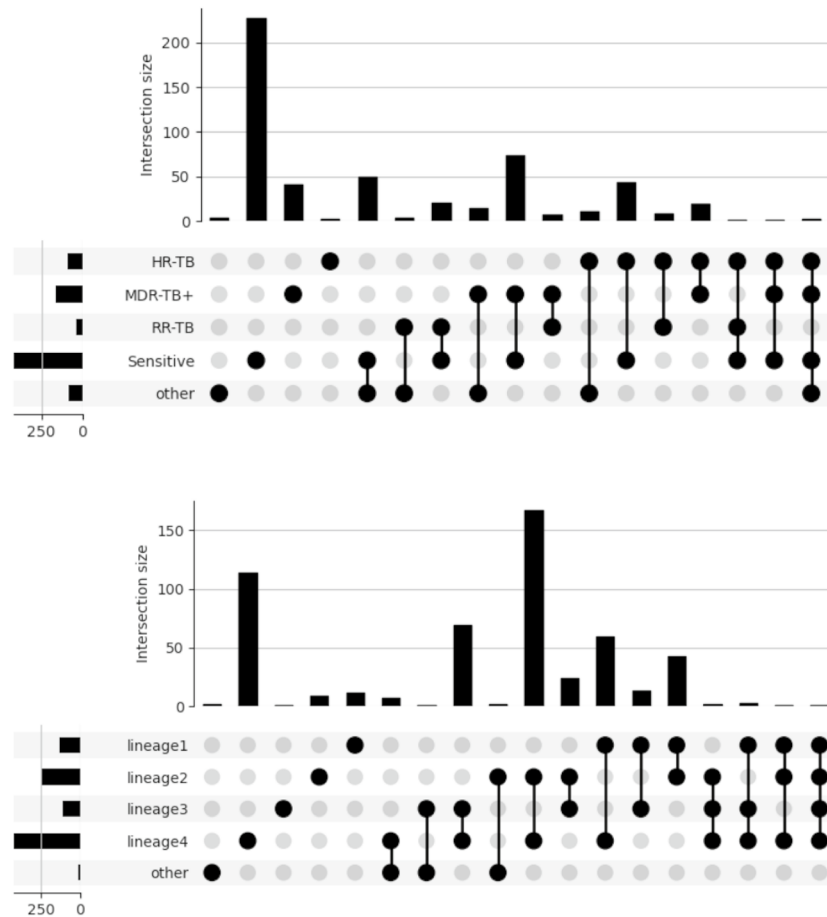 200
150
100
50
0
Intersection size
HR-TB
MDR-TB+
RR-TB
Sensitive
other
250 0
150
100
50
0
Intersection size
lineage1
lineage2
lineage3
lineage4
other
250 0